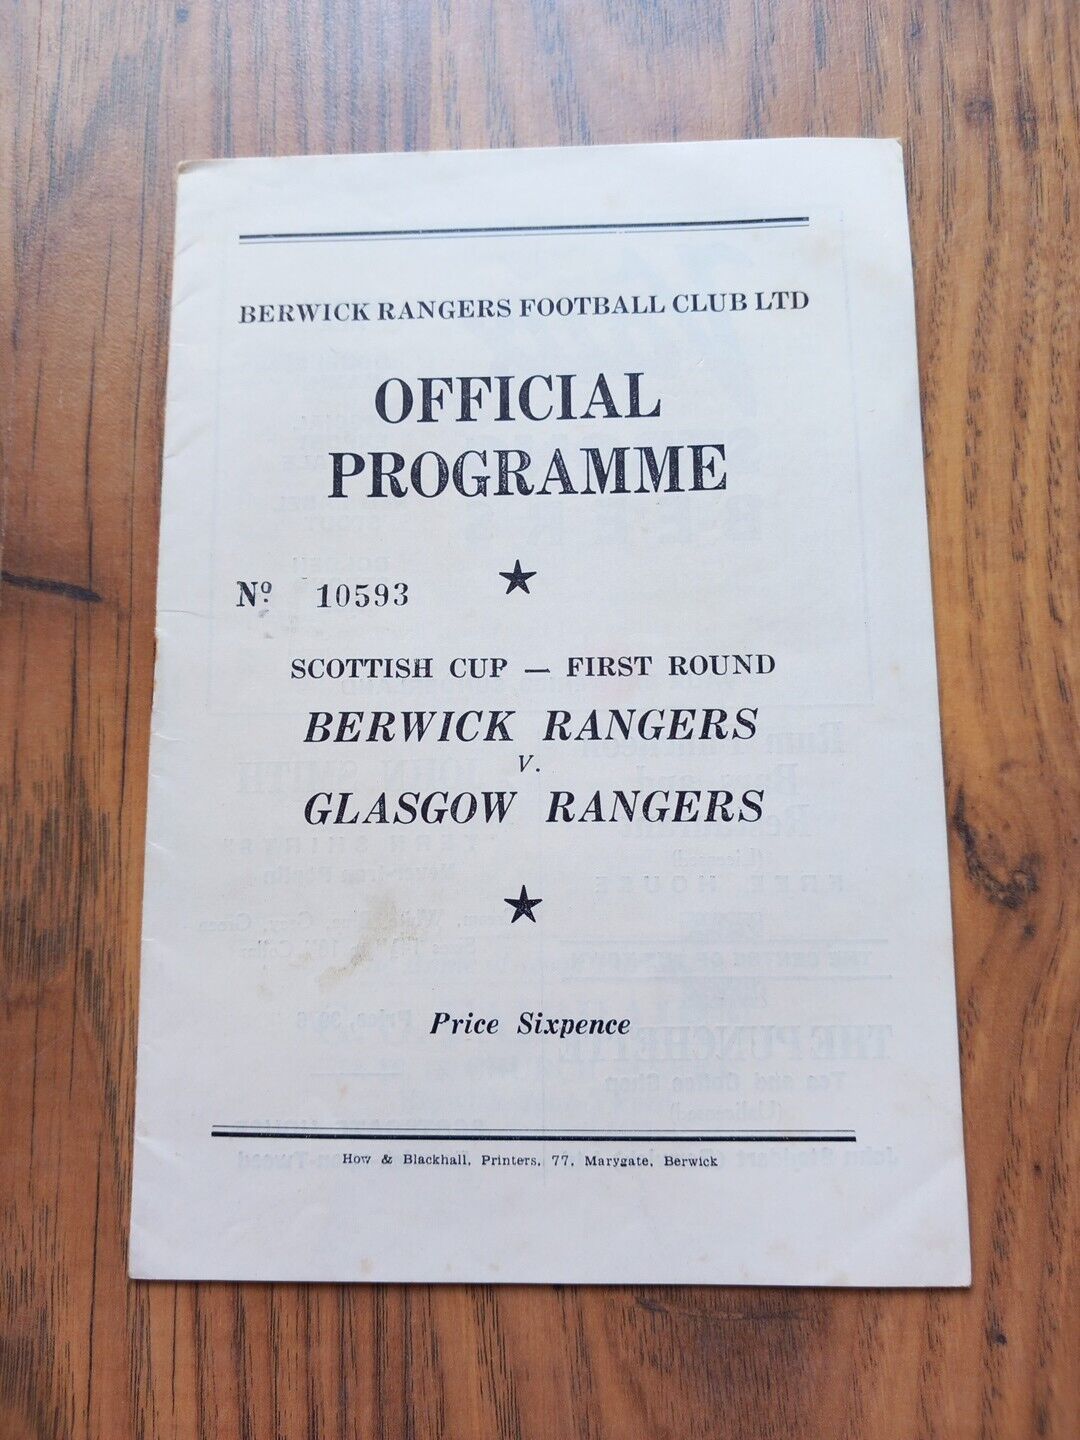 BERWICK RANGERS FOOTBALL CLUB LTD
OFFICIAL
PROGRAMME
Nº 10593
SCOTTISH CUP — FIRST ROUND
BERWICK RANGERS
V.
GLASGOW RANGERS
Price Sixpence
How & Blackhall, Printers, 77, Marygate, Berwick